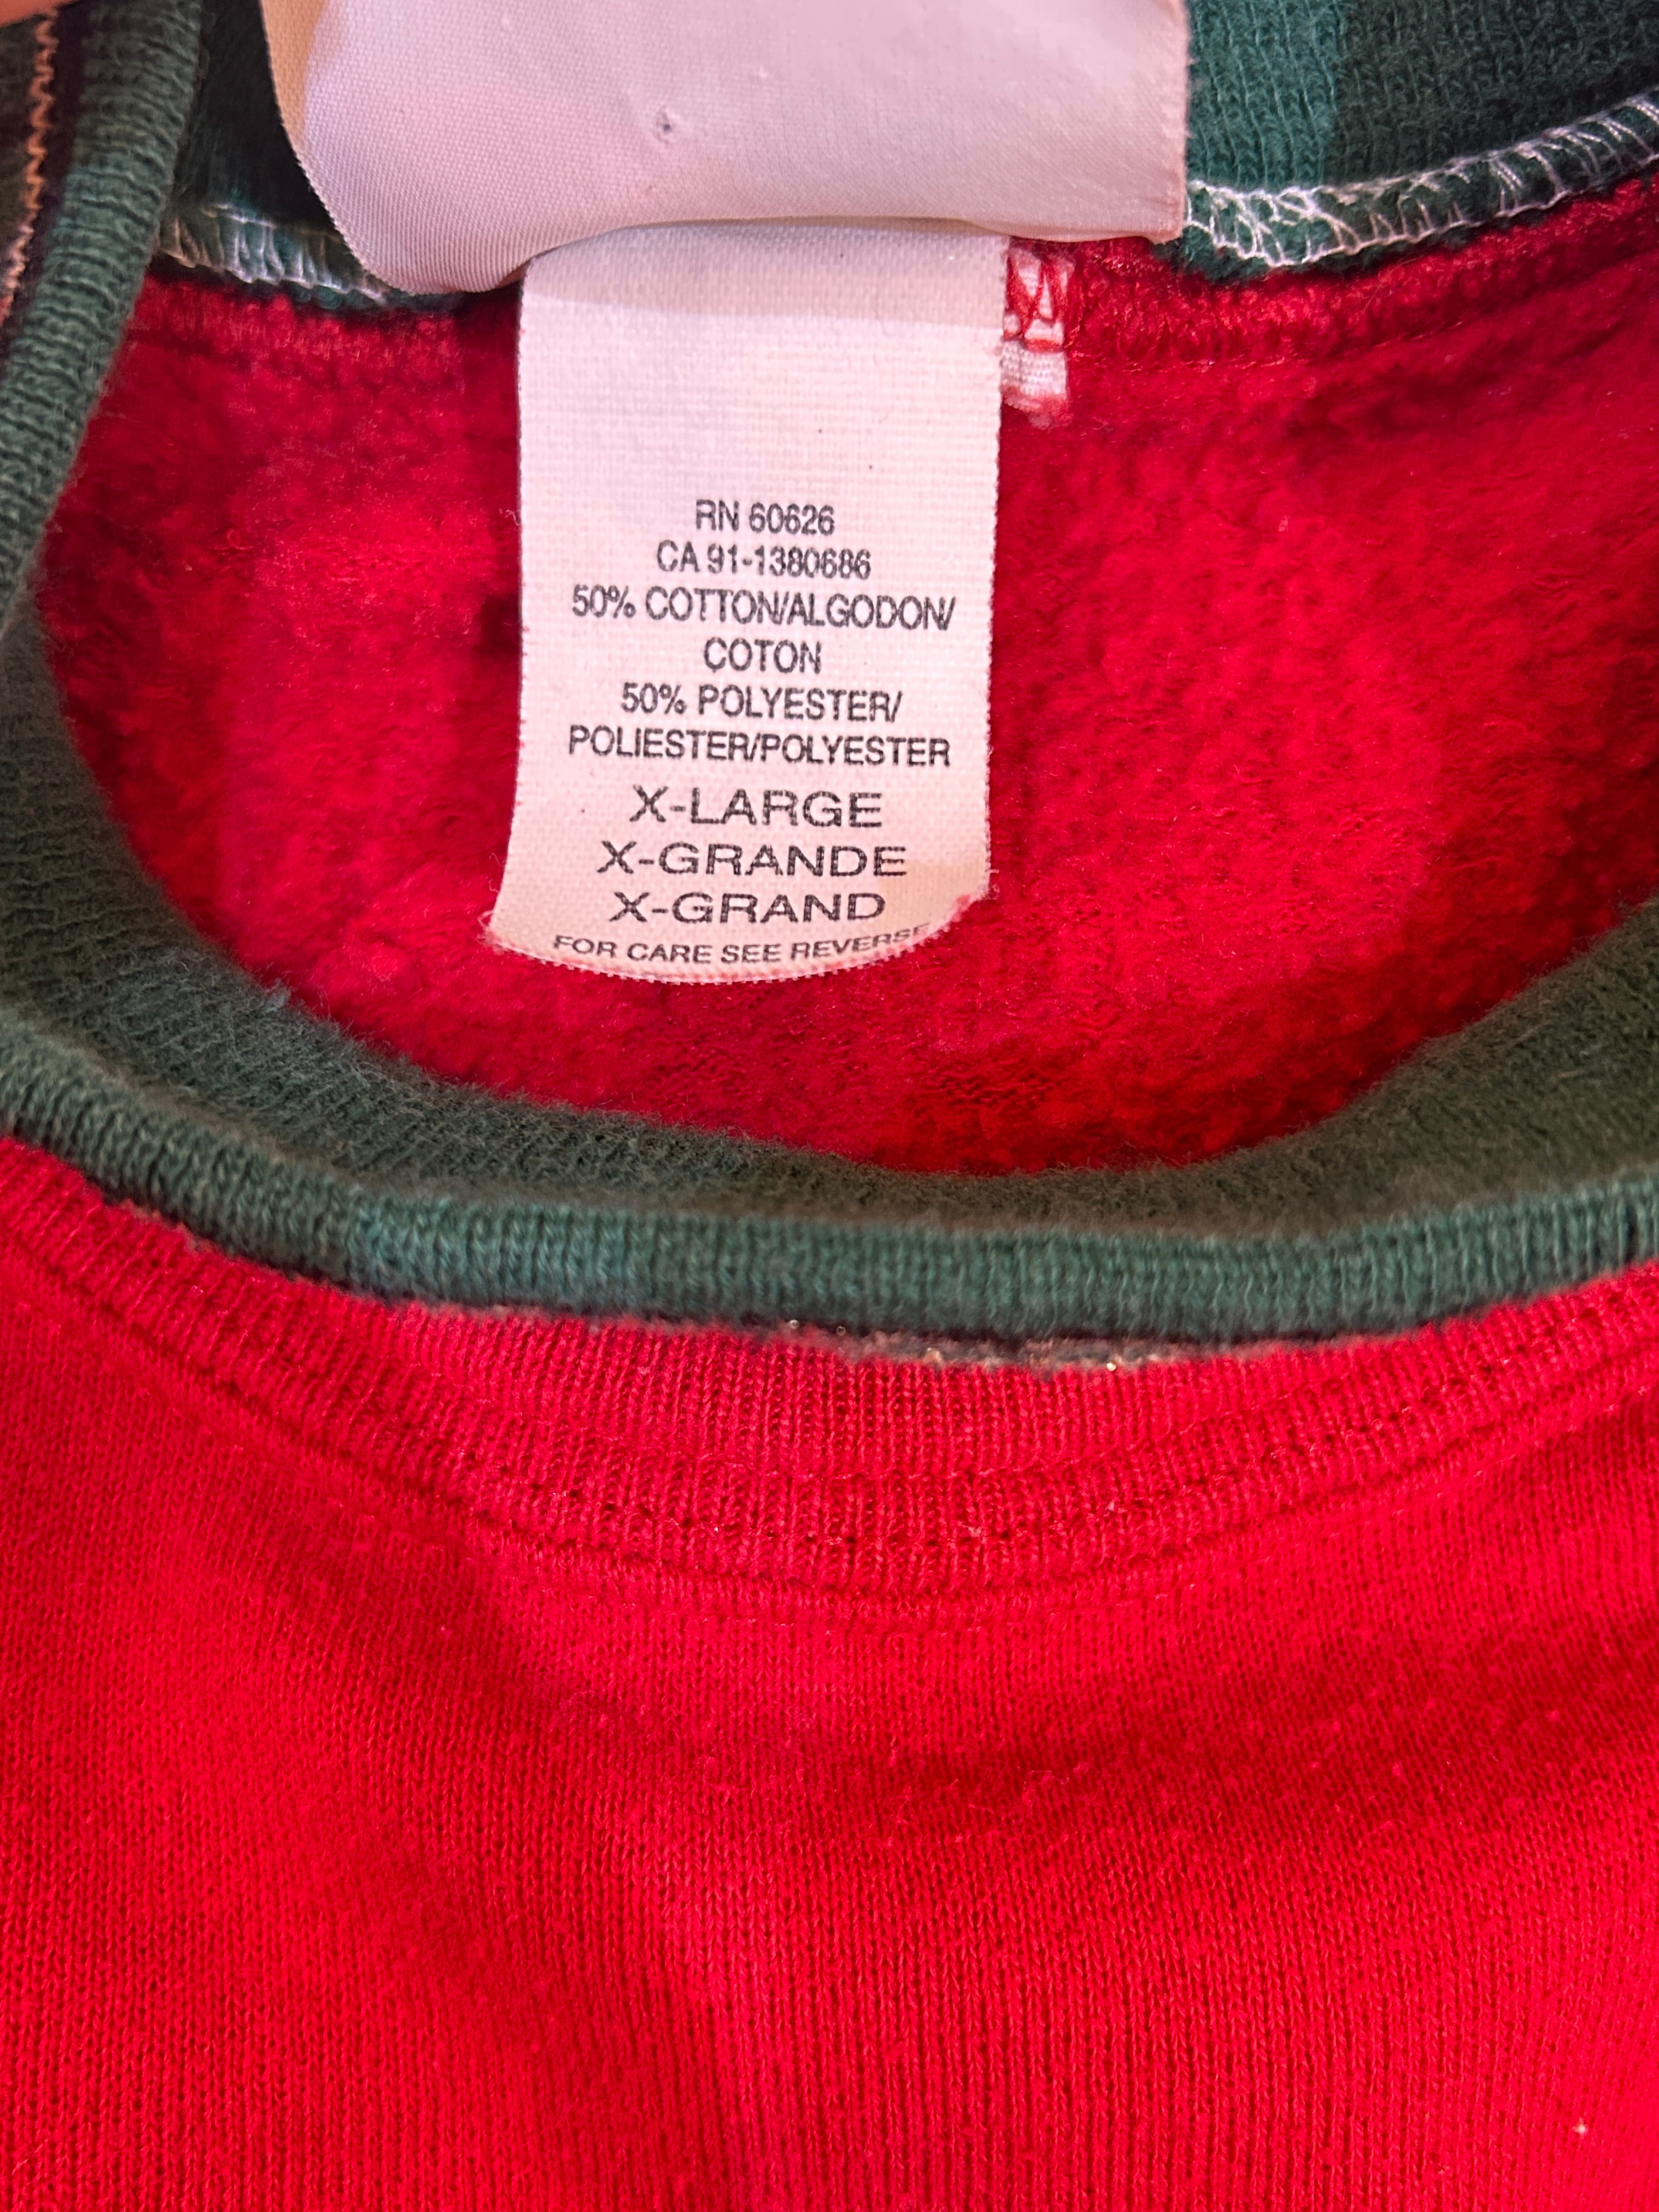 RN 60626
CA 91-1380686
50% COTTON/ALGODON/
COTON
50% POLYESTER/
POLIESTER/POLYESTER
X-LARGE
X-GRANDE
X-GRAND
FOR CARE SEE REVERSE